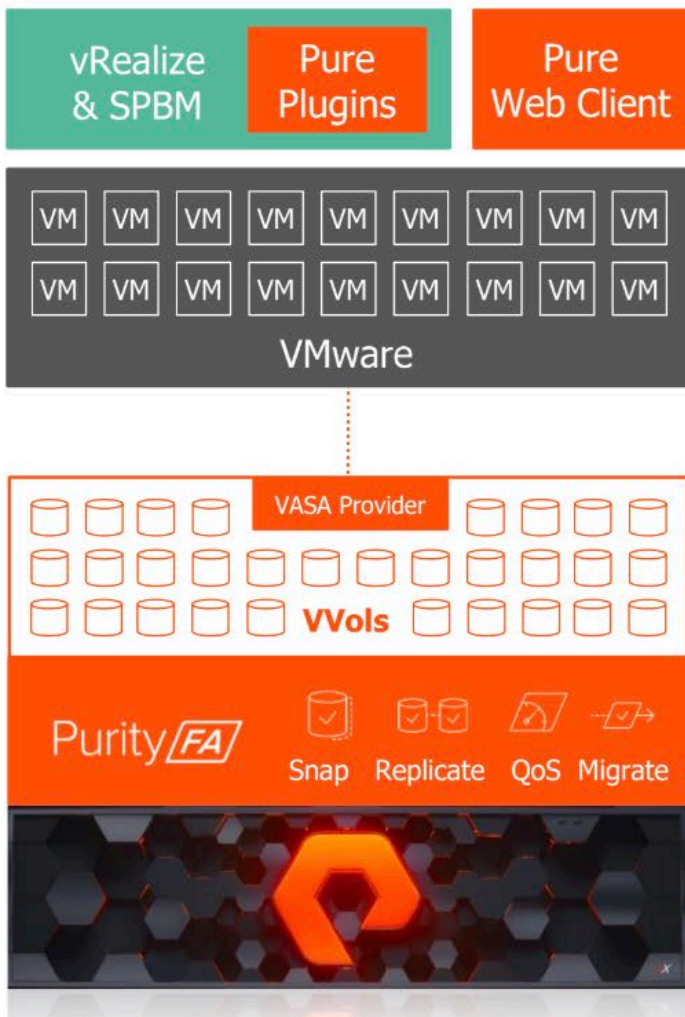 vRealize
& SPBM
Pure
Plugins
Pure
Web Client
VM VM VM VM VM VM VM VM VM
VM VM VM VM VM VM VM VM VM
VMware
VASA Provider
VVols
Purity//FA
Snap Replicate QoS Migrate
X